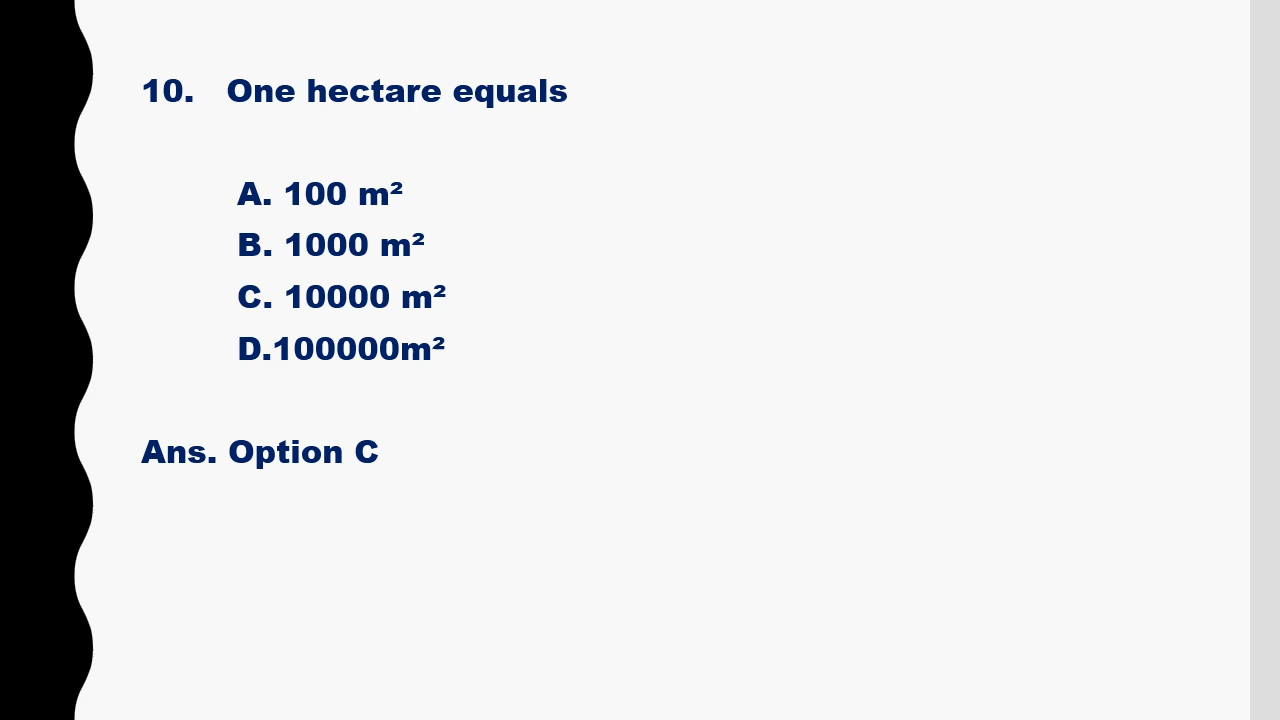 10. One hectare equals
A. 100 m²
B. 1000 m²
C. 10000 m²
D.100000m²
Ans. Option C